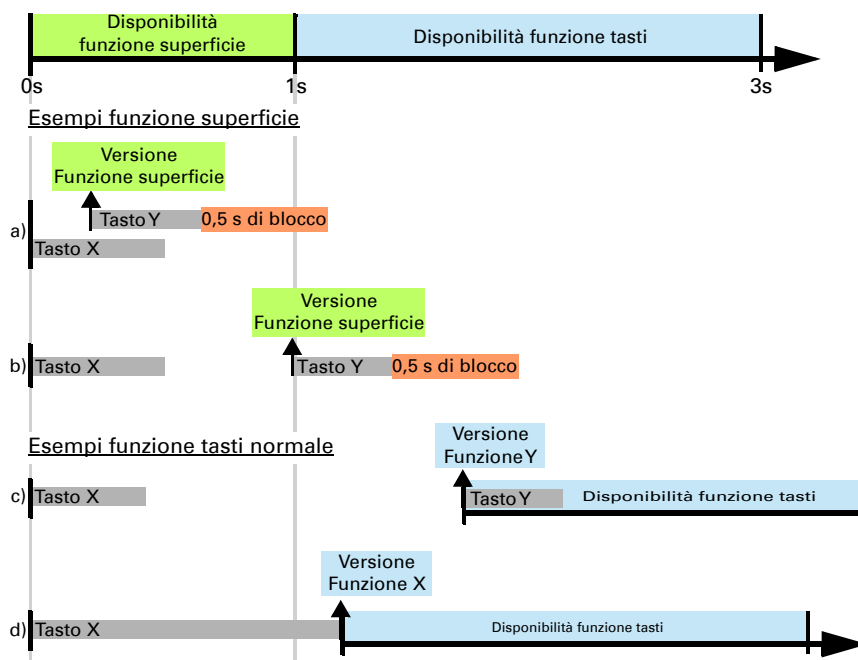 Disponibilità
funzione superficie
Disponibilità funzione tasti
0s
1s
3s
Esempi funzione superficie
Versione
Funzione superficie
a)
Tasto Y
0,5 s di blocco
Tasto X
Versione
Funzione superficie
b)
Tasto X
Tasto Y
0,5 s di blocco
Esempi funzione tasti normale
Versione
Funzione Y
c)
Tasto X
Tasto Y
Disponibilità funzione tasti
Versione
Funzione X
d)
Tasto X
Disponibilità funzione tasti